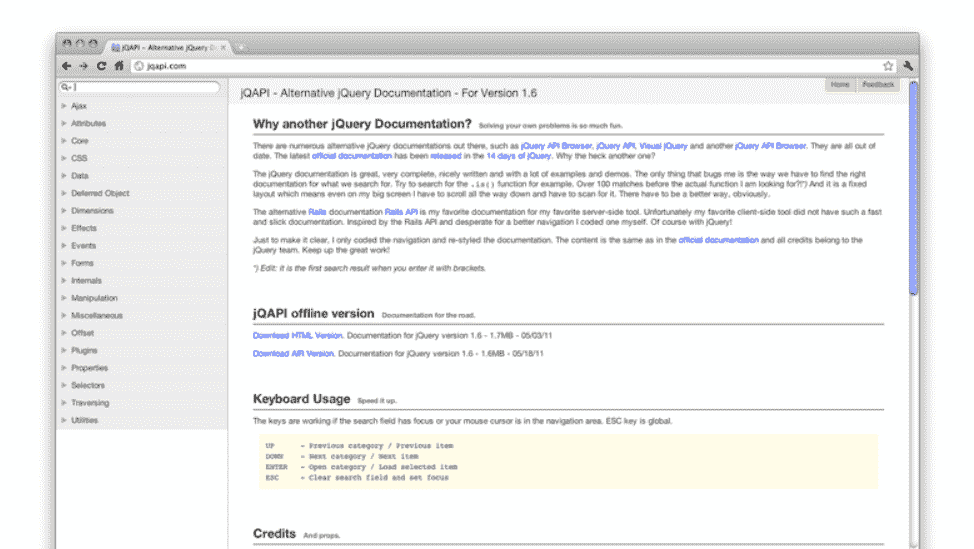 jQAPI - Alternative jQuery D
jqapi.com
Home
Feedback
jQAPI - Alternative jQuery Documentation - For Version 1.6
Ajax
Attributes
Core
CSS
Data
Deferred Object
Dimensions
Effects
Events
Forms
Internals
Manipulation
Miscellaneous
Offset
Plugins
Properties
Selectors
Traversing
Utilities
Why another jQuery Documentation? Solving your own problems is so much fun.
There are numerous alternative jQuery documentations out there, such as jQuery API Browser, jQuery API, Visual jQuery and another jQuery API Browser. They are all out
of date. The latest official documentation has been released in the 14 days of jQuery. Why the heck another one?
The jQuery documentation is great, very complete, nicely written and with a lot of examples and demos. The only thing that bugs me is the way we have to find the right
documentation for what we search for. Try to search for the .is() function for example. Over 100 matches before the actual function I am looking for?!*) And it is a fixed
layout which means even on my big screen I have to scroll all the way down and have to scan for it. There have to be a better way, obviously.
The alternative Rails documentation Rails API is my favorite documentation for my favorite server-side tool. Unfortunately my favorite client-side tool did not have such a fast
and slick documentation. Inspired by the Rails API and desperate for a better navigation I coded one myself. Of course with jQuery!
Just to make it clear, I only coded the navigation and re-styled the documentation. The content is the same as in the official documentation and all credits belong to the
jQuery team. Keep up the great work!
*) Edit: it is the first search result when you enter it with brackets.
jQAPI offline version Documentation for the road.
Download HTML Version. Documentation for jQuery version 1.6 - 1.7MB - 05/03/11
Download AIR Version. Documentation for jQuery version 1.6 - 1.6MB - 05/18/11
Keyboard Usage Speed it up.
The keys are working if the search field has focus or your mouse cursor is in the navigation area. ESC key is global.
UP - Previous category / Previous item
DOWN - Next category / Next item
ENTER - Open category / Load selected item
ESC - Clear search field and set focus
Credits And props.